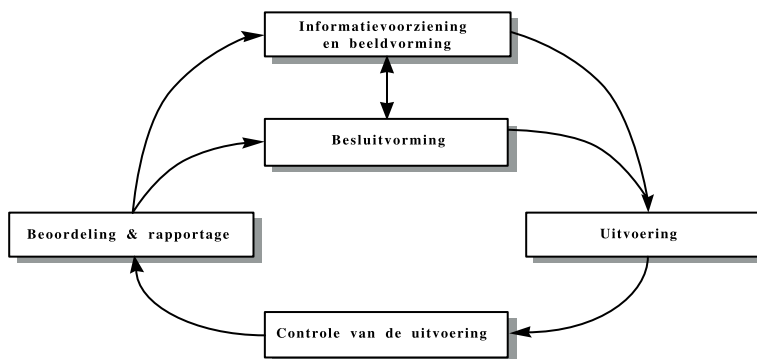 Informatievoorziening
en beeldvorming
Besluitvorming
Beoordeling & rapportage
Uitvoering
Controle van de uitvoering